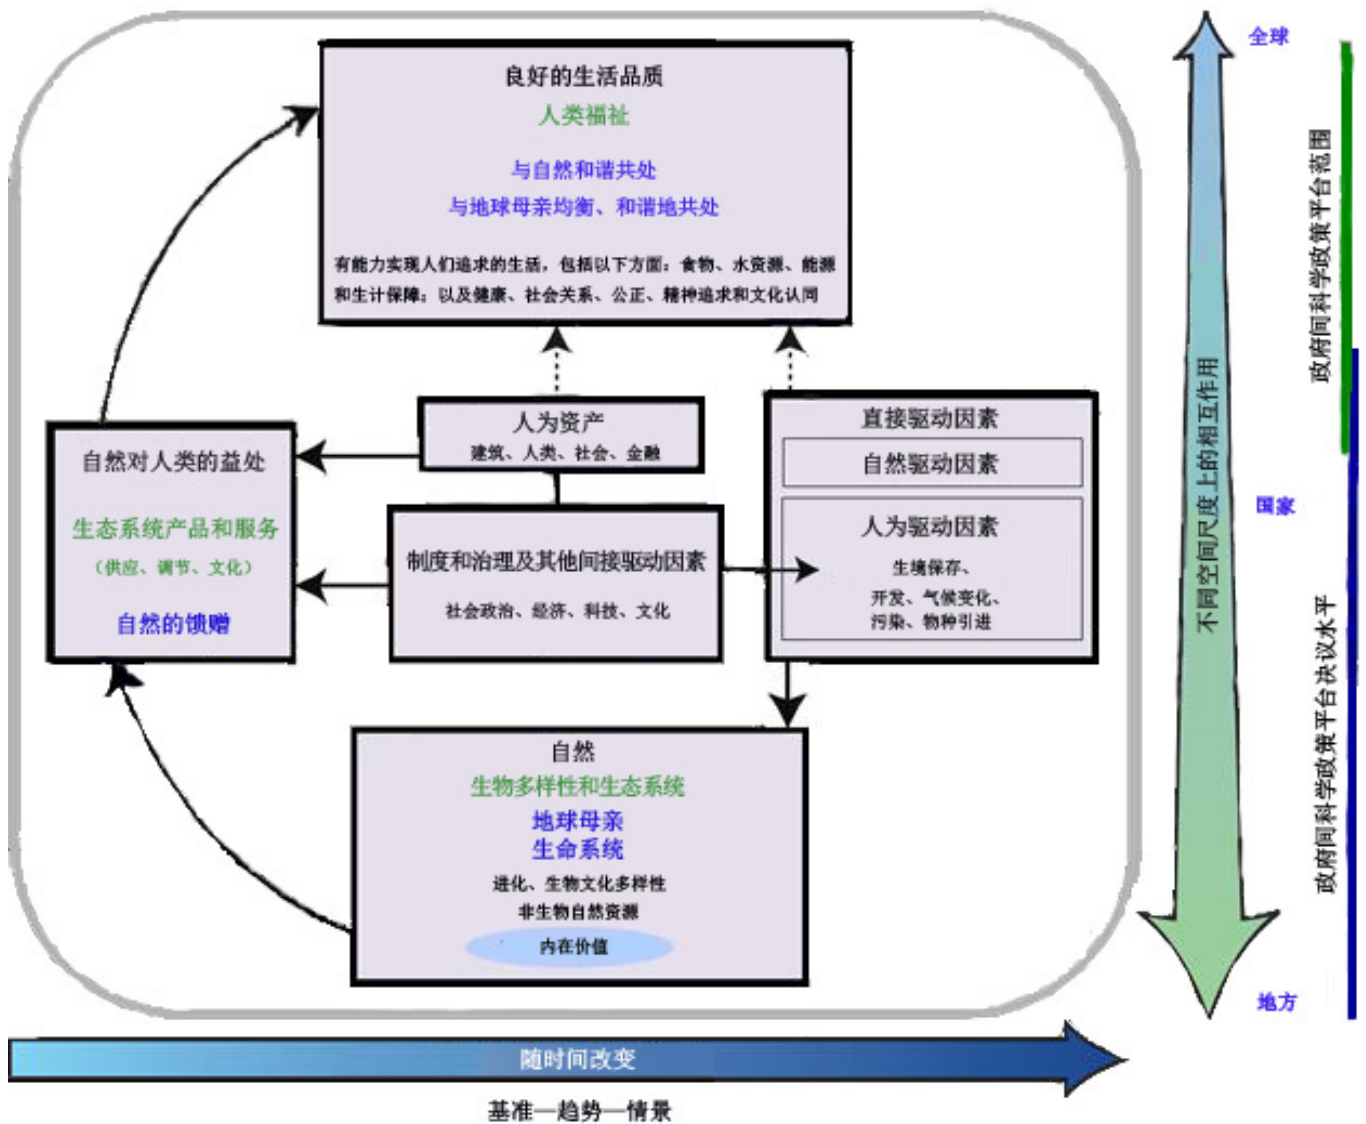 良好的生活品质
人类福祉
与自然和谐共处
与地球母亲均衡、和谐地共处
有能力实现人们追求的生活，包括以下方面：食物、水资源、能源
和生计保障；以及健康、社会关系、公正、精神追求和文化认同
人为资产
建筑、人类、社会、金融
自然对人类的益处
生态系统产品和服务
（供应、调节、文化）
自然的馈赠
制度和治理及其他间接驱动因素
社会政治、经济、科技、文化
直接驱动因素
自然驱动因素
人为驱动因素
生境保存、
开发、气候变化、
污染、物种引进
自然
生物多样性和生态系统
地球母亲
生命系统
进化、生物文化多样性
非生物自然资源
内在价值
随时间改变
基准—趋势—情景
全球
国家
地方
不同空间尺度上的相互作用
政府间科学政策平台范围
政府间科学政策平台决议水平